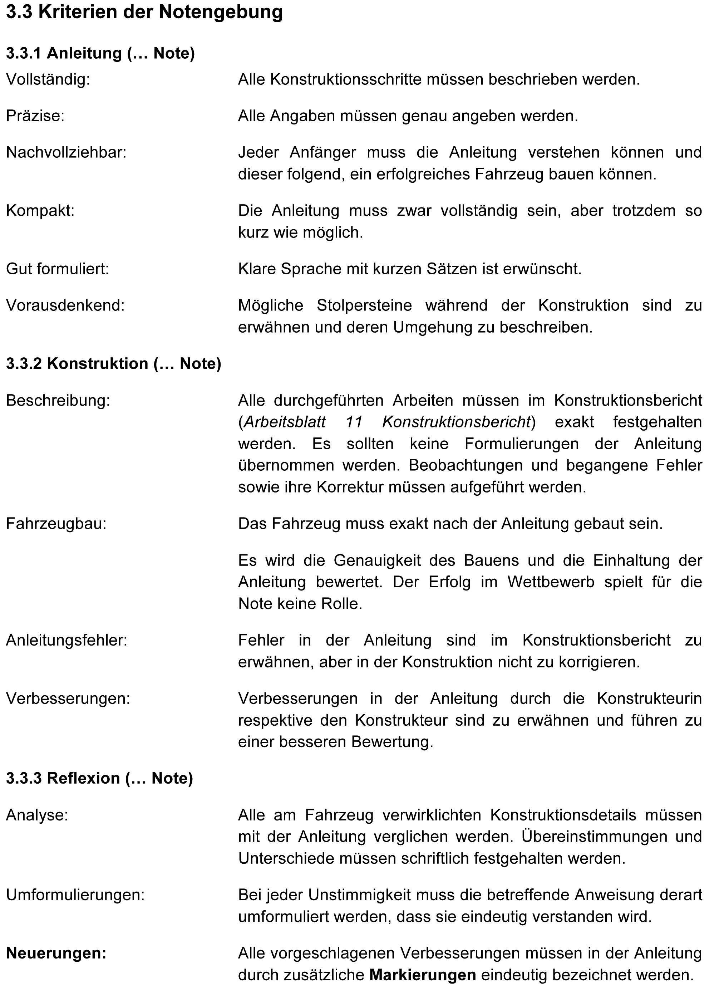 3.3 Kriterien der Notengebung
3.3.1 Anleitung (… Note)
Vollständig: Alle Konstruktionsschritte müssen beschrieben werden.
Präzise: Alle Angaben müssen genau angeben werden.
Nachvollziehbar: Jeder Anfänger muss die Anleitung verstehen können und
dieser folgend, ein erfolgreiches Fahrzeug bauen können.
Kompakt: Die Anleitung muss zwar vollständig sein, aber trotzdem so
kurz wie möglich.
Gut formuliert: Klare Sprache mit kurzen Sätzen ist erwünscht.
Vorausdenkend: Mögliche Stolpersteine während der Konstruktion sind zu
erwähnen und deren Umgehung zu beschreiben.
3.3.2 Konstruktion (… Note)
Beschreibung: Alle durchgeführten Arbeiten müssen im Konstruktionsbericht
(Arbeitsblatt 11 Konstruktionsbericht) exakt festgehalten
werden. Es sollten keine Formulierungen der Anleitung
übernommen werden. Beobachtungen und begangene Fehler
sowie ihre Korrektur müssen aufgeführt werden.
Fahrzeugbau: Das Fahrzeug muss exakt nach der Anleitung gebaut sein.
Es wird die Genauigkeit des Bauens und die Einhaltung der
Anleitung bewertet. Der Erfolg im Wettbewerb spielt für die
Note keine Rolle.
Anleitungsfehler: Fehler in der Anleitung sind im Konstruktionsbericht zu
erwähnen, aber in der Konstruktion nicht zu korrigieren.
Verbesserungen: Verbesserungen in der Anleitung durch die Konstrukteurin
respektive den Konstrukteur sind zu erwähnen und führen zu
einer besseren Bewertung.
3.3.3 Reflexion (… Note)
Analyse: Alle am Fahrzeug verwirklichten Konstruktionsdetails müssen
mit der Anleitung verglichen werden. Übereinstimmungen und
Unterschiede müssen schriftlich festgehalten werden.
Umformulierungen: Bei jeder Unstimmigkeit muss die betreffende Anweisung derart
umformuliert werden, dass sie eindeutig verstanden wird.
Neuerungen: Alle vorgeschlagenen Verbesserungen müssen in der Anleitung
durch zusätzliche Markierungen eindeutig bezeichnet werden.